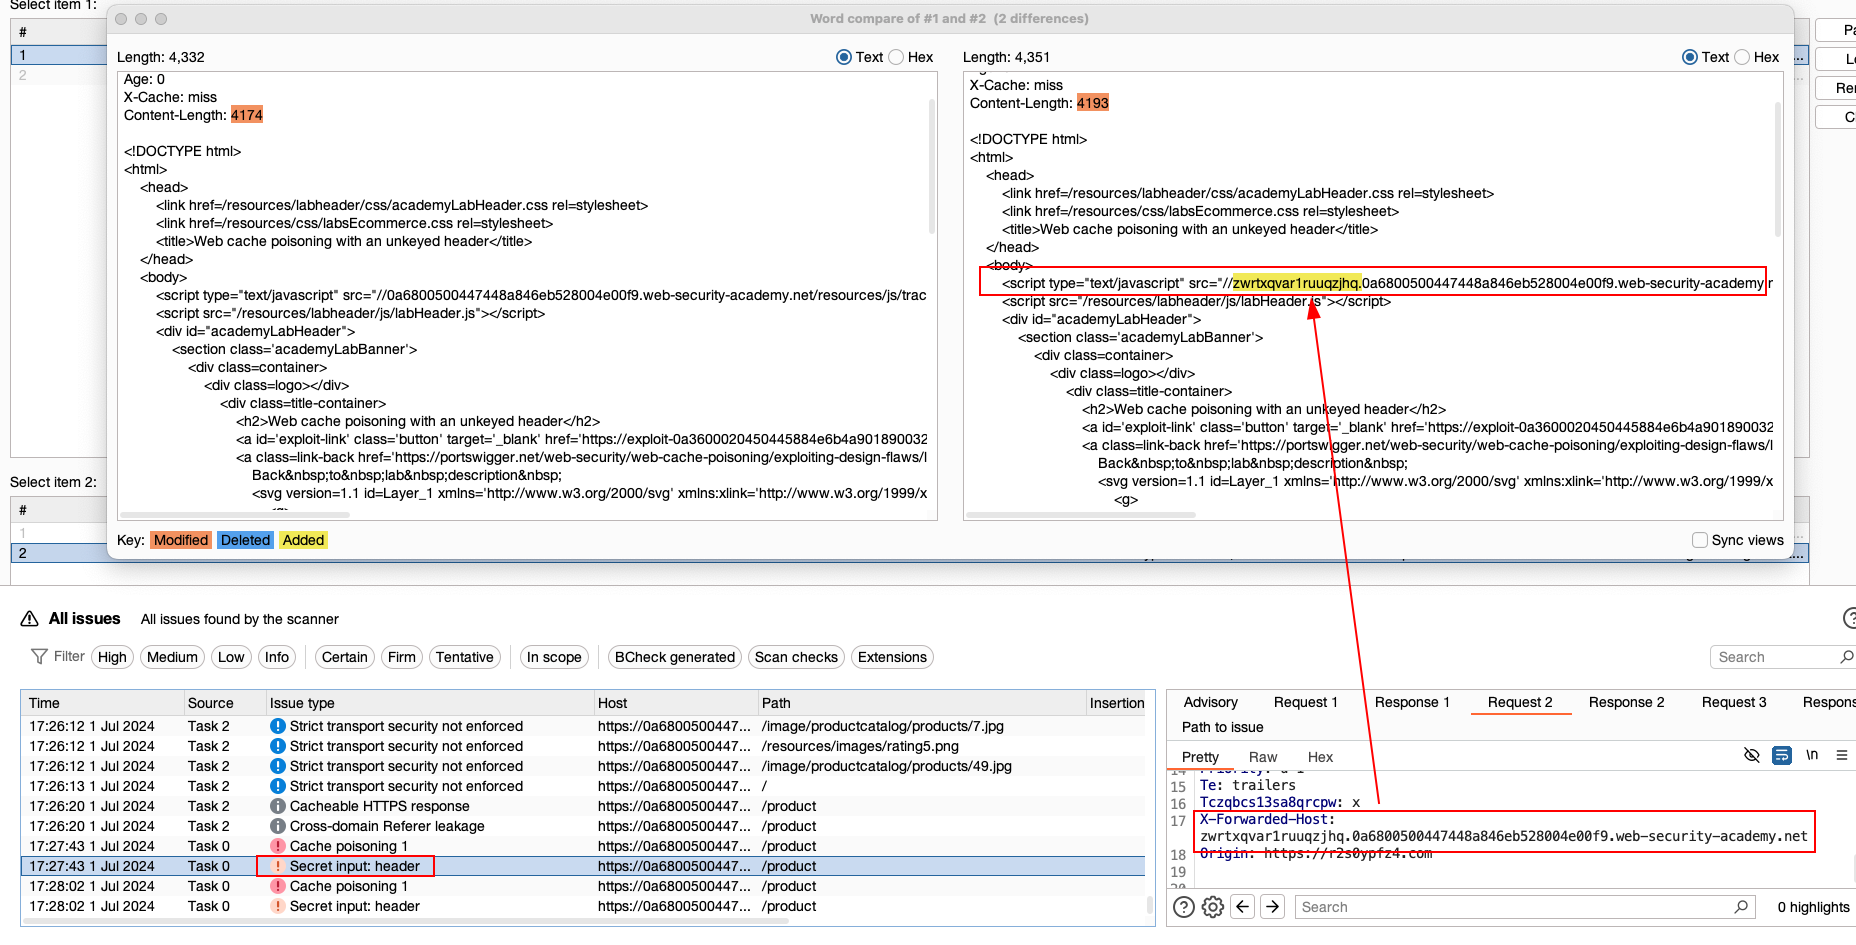 Select item 1:
#
1
2
Word compare of #1 and #2  (2 differences)
Length: 4,332
Text
Hex
Age: 0
X-Cache: miss
Content-Length: 4174
<!DOCTYPE html>
<html>
<head>
<link href=/resources/labheader/css/academyLabHeader.css rel=stylesheet>
<link href=/resources/css/labsEcommerce.css rel=stylesheet>
<title>Web cache poisoning with an unkeyed header</title>
</head>
<body>
<script type="text/javascript" src="//0a6800500447448a846eb528004e00f9.web-security-academy.net/resources/js/trac
<script src="/resources/labheader/js/labHeader.js"></script>
<div id="academyLabHeader">
<section class='academyLabBanner'>
<div class=container>
<div class=logo></div>
<div class=title-container>
<h2>Web cache poisoning with an unkeyed header</h2>
<a id='exploit-link' class='button' target='_blank' href='https://exploit-0a3600020450445884e6b4a901890032
<a class=link-back href='https://portswigger.net/web-security/web-cache-poisoning/exploiting-design-flaws/l
Back&nbsp;to&nbsp;lab&nbsp;description&nbsp;
<svg version=1.1 id=Layer_1 xmlns='http://www.w3.org/2000/svg' xmlns:xlink='http://www.w3.org/1999/x
Length: 4,351
Text
Hex
X-Cache: miss
Content-Length: 4193
<!DOCTYPE html>
<html>
<head>
<link href=/resources/labheader/css/academyLabHeader.css rel=stylesheet>
<link href=/resources/css/labsEcommerce.css rel=stylesheet>
<title>Web cache poisoning with an unkeyed header</title>
</head>
<body>
<script type="text/javascript" src="//zwrtxqvar1ruuqzjhq.0a6800500447448a846eb528004e00f9.web-security-academy.r
<script src="/resources/labheader/js/labHeader.js"></script>
<div id="academyLabHeader">
<section class='academyLabBanner'>
<div class=container>
<div class=logo></div>
<div class=title-container>
<h2>Web cache poisoning with an unkeyed header</h2>
<a id='exploit-link' class='button' target='_blank' href='https://exploit-0a3600020450445884e6b4a901890032
<a class=link-back href='https://portswigger.net/web-security/web-cache-poisoning/exploiting-design-flaws/l
Back&nbsp;to&nbsp;lab&nbsp;description&nbsp;
<svg version=1.1 id=Layer_1 xmlns='http://www.w3.org/2000/svg' xmlns:xlink='http://www.w3.org/1999/x
<g>
Key: Modified Deleted Added
Sync views
Pa
Lo
Rer
Cl
Select item 2:
#
1
2
All issues All issues found by the scanner
Filter High Medium Low Info Certain Firm Tentative In scope BCheck generated Scan checks Extensions
Search
Time Source Issue type Host Path Insertion
17:26:12 1 Jul 2024 Task 2 Strict transport security not enforced https://0a6800500447... /image/productcatalog/products/7.jpg
17:26:12 1 Jul 2024 Task 2 Strict transport security not enforced https://0a6800500447... /resources/images/rating5.png
17:26:12 1 Jul 2024 Task 2 Strict transport security not enforced https://0a6800500447... /image/productcatalog/products/49.jpg
17:26:13 1 Jul 2024 Task 2 Strict transport security not enforced https://0a6800500447... /
17:26:20 1 Jul 2024 Task 2 Cacheable HTTPS response https://0a6800500447... /product
17:26:20 1 Jul 2024 Task 2 Cross-domain Referer leakage https://0a6800500447... /product
17:27:43 1 Jul 2024 Task 0 Cache poisoning 1 https://0a6800500447... /product
17:27:43 1 Jul 2024 Task 0 Secret input: header https://0a6800500447... /product
17:28:02 1 Jul 2024 Task 0 Cache poisoning 1 https://0a6800500447... /product
17:28:02 1 Jul 2024 Task 0 Secret input: header https://0a6800500447... /product
Advisory Request 1 Response 1 Request 2 Response 2 Request 3 Respons
Path to issue
Pretty Raw Hex
\n
15 Te: trailers
16 Tczqbcs13sa8qrcpw: x
17 X-Forwarded-Host:
zwrtxqvar1ruuqzjhq.0a6800500447448a846eb528004e00f9.web-security-academy.net
18 Origin: https://r2s0ypfz4.com
19
Search
0 highlights